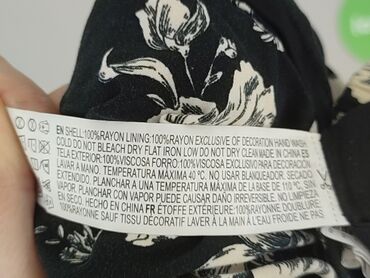 EN SHELL:100%RAYON LINING:100%RAYON EXCLUSIVE OF DECORATION HAND WASH
COLD DO NOT BLEACH DRY FLAT IRON LOW DO NOT DRY CLEAN MADE IN CHINA ES
TELA EXTERIOR:100%VISCOSA FORRO:100%VISCOSA EXCLUSIVO PARA DECORACIÓN
LAVAR A MANO. TEMPERATURA MÁXIMA 40 ℃. NO USAR BLANQUEADOR. SECADO
EXTENDIDO. PLANCHAR A UNA TEMPERATURA MÁXIMA DE LA BASE DE 110 ℃, SIN
VAPOR. PLANCHAR CON VAPOR PUEDE CAUSAR DAÑO IRREVERSIBLE. NO LIMPIEZA
EN SECO. HECHO EN CHINA FR ÉTOFFE EXTÉRIEURE:100%RAYONNE. DOUBLURE:
100%RAYONNE SAUF TISSU DÉCORATIF LAVER À LA MAIN À L'EAU FROIDE NE PAS